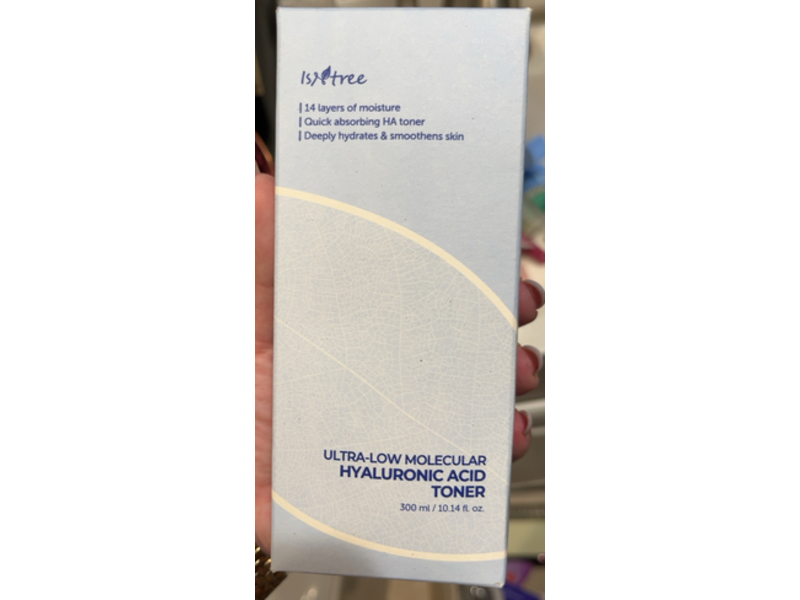 Isntree
14 layers of moisture
Quick absorbing HA toner
Deeply hydrates & smoothens skin
ULTRA-LOW MOLECULAR
HYALURONIC ACID
TONER
300 ml / 10.14 fl. oz.